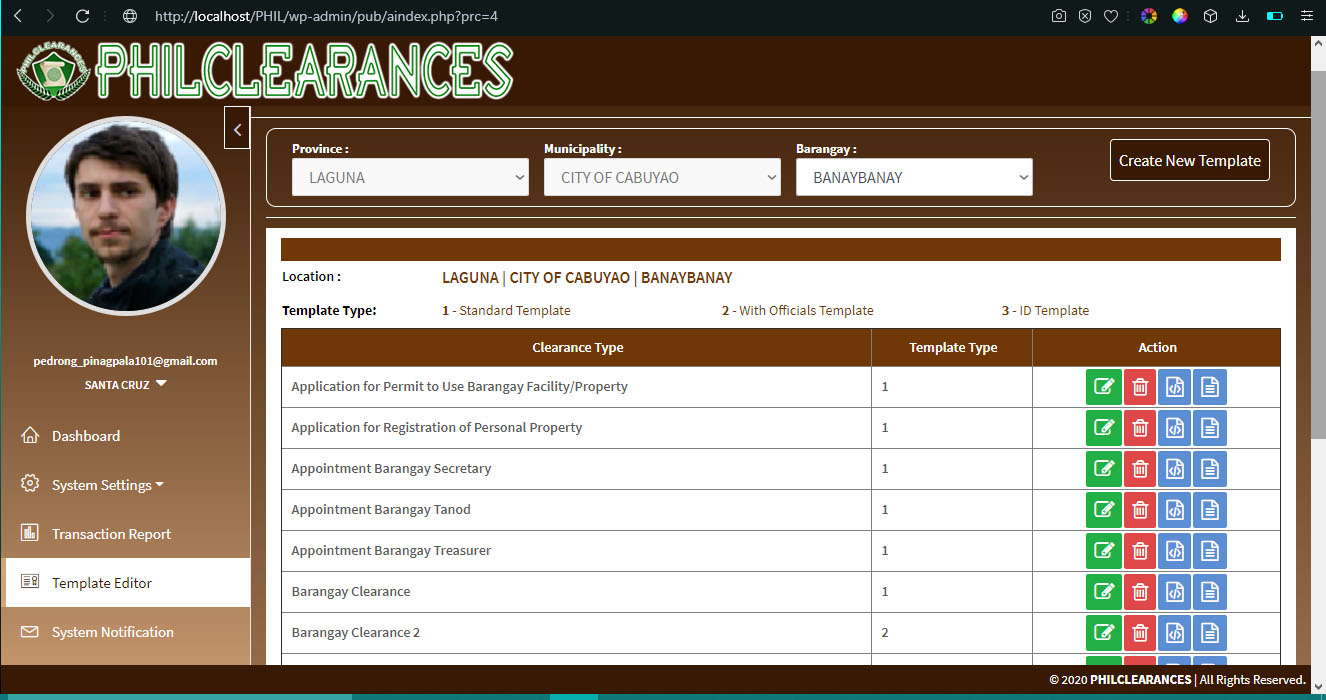 http://localhost/PHIL/wp-admin/pub/aindex.php?prc=4
PHILCLEARANCES
PHILCLEARANCES
Province :
Municipality :
Barangay :
LAGUNA
CITY OF CABUYAO
BANAYBANAY
Create New Template
pedrong_pinagpala101@gmail.com
SANTA CRUZ
Dashboard
System Settings
Transaction Report
Template Editor
System Notification
Location :
LAGUNA | CITY OF CABUYAO | BANAYBANAY
Template Type:
1 - Standard Template
2 - With Officials Template
3 - ID Template
Clearance Type
Template Type
Action
Application for Permit to Use Barangay Facility/Property
1
Application for Registration of Personal Property
1
Appointment Barangay Secretary
1
Appointment Barangay Tanod
1
Appointment Barangay Treasurer
1
Barangay Clearance
1
Barangay Clearance 2
2
© 2020 PHILCLEARANCES | All Rights Reserved.